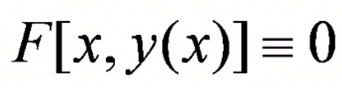 F[x, y(x)] ≡ 0